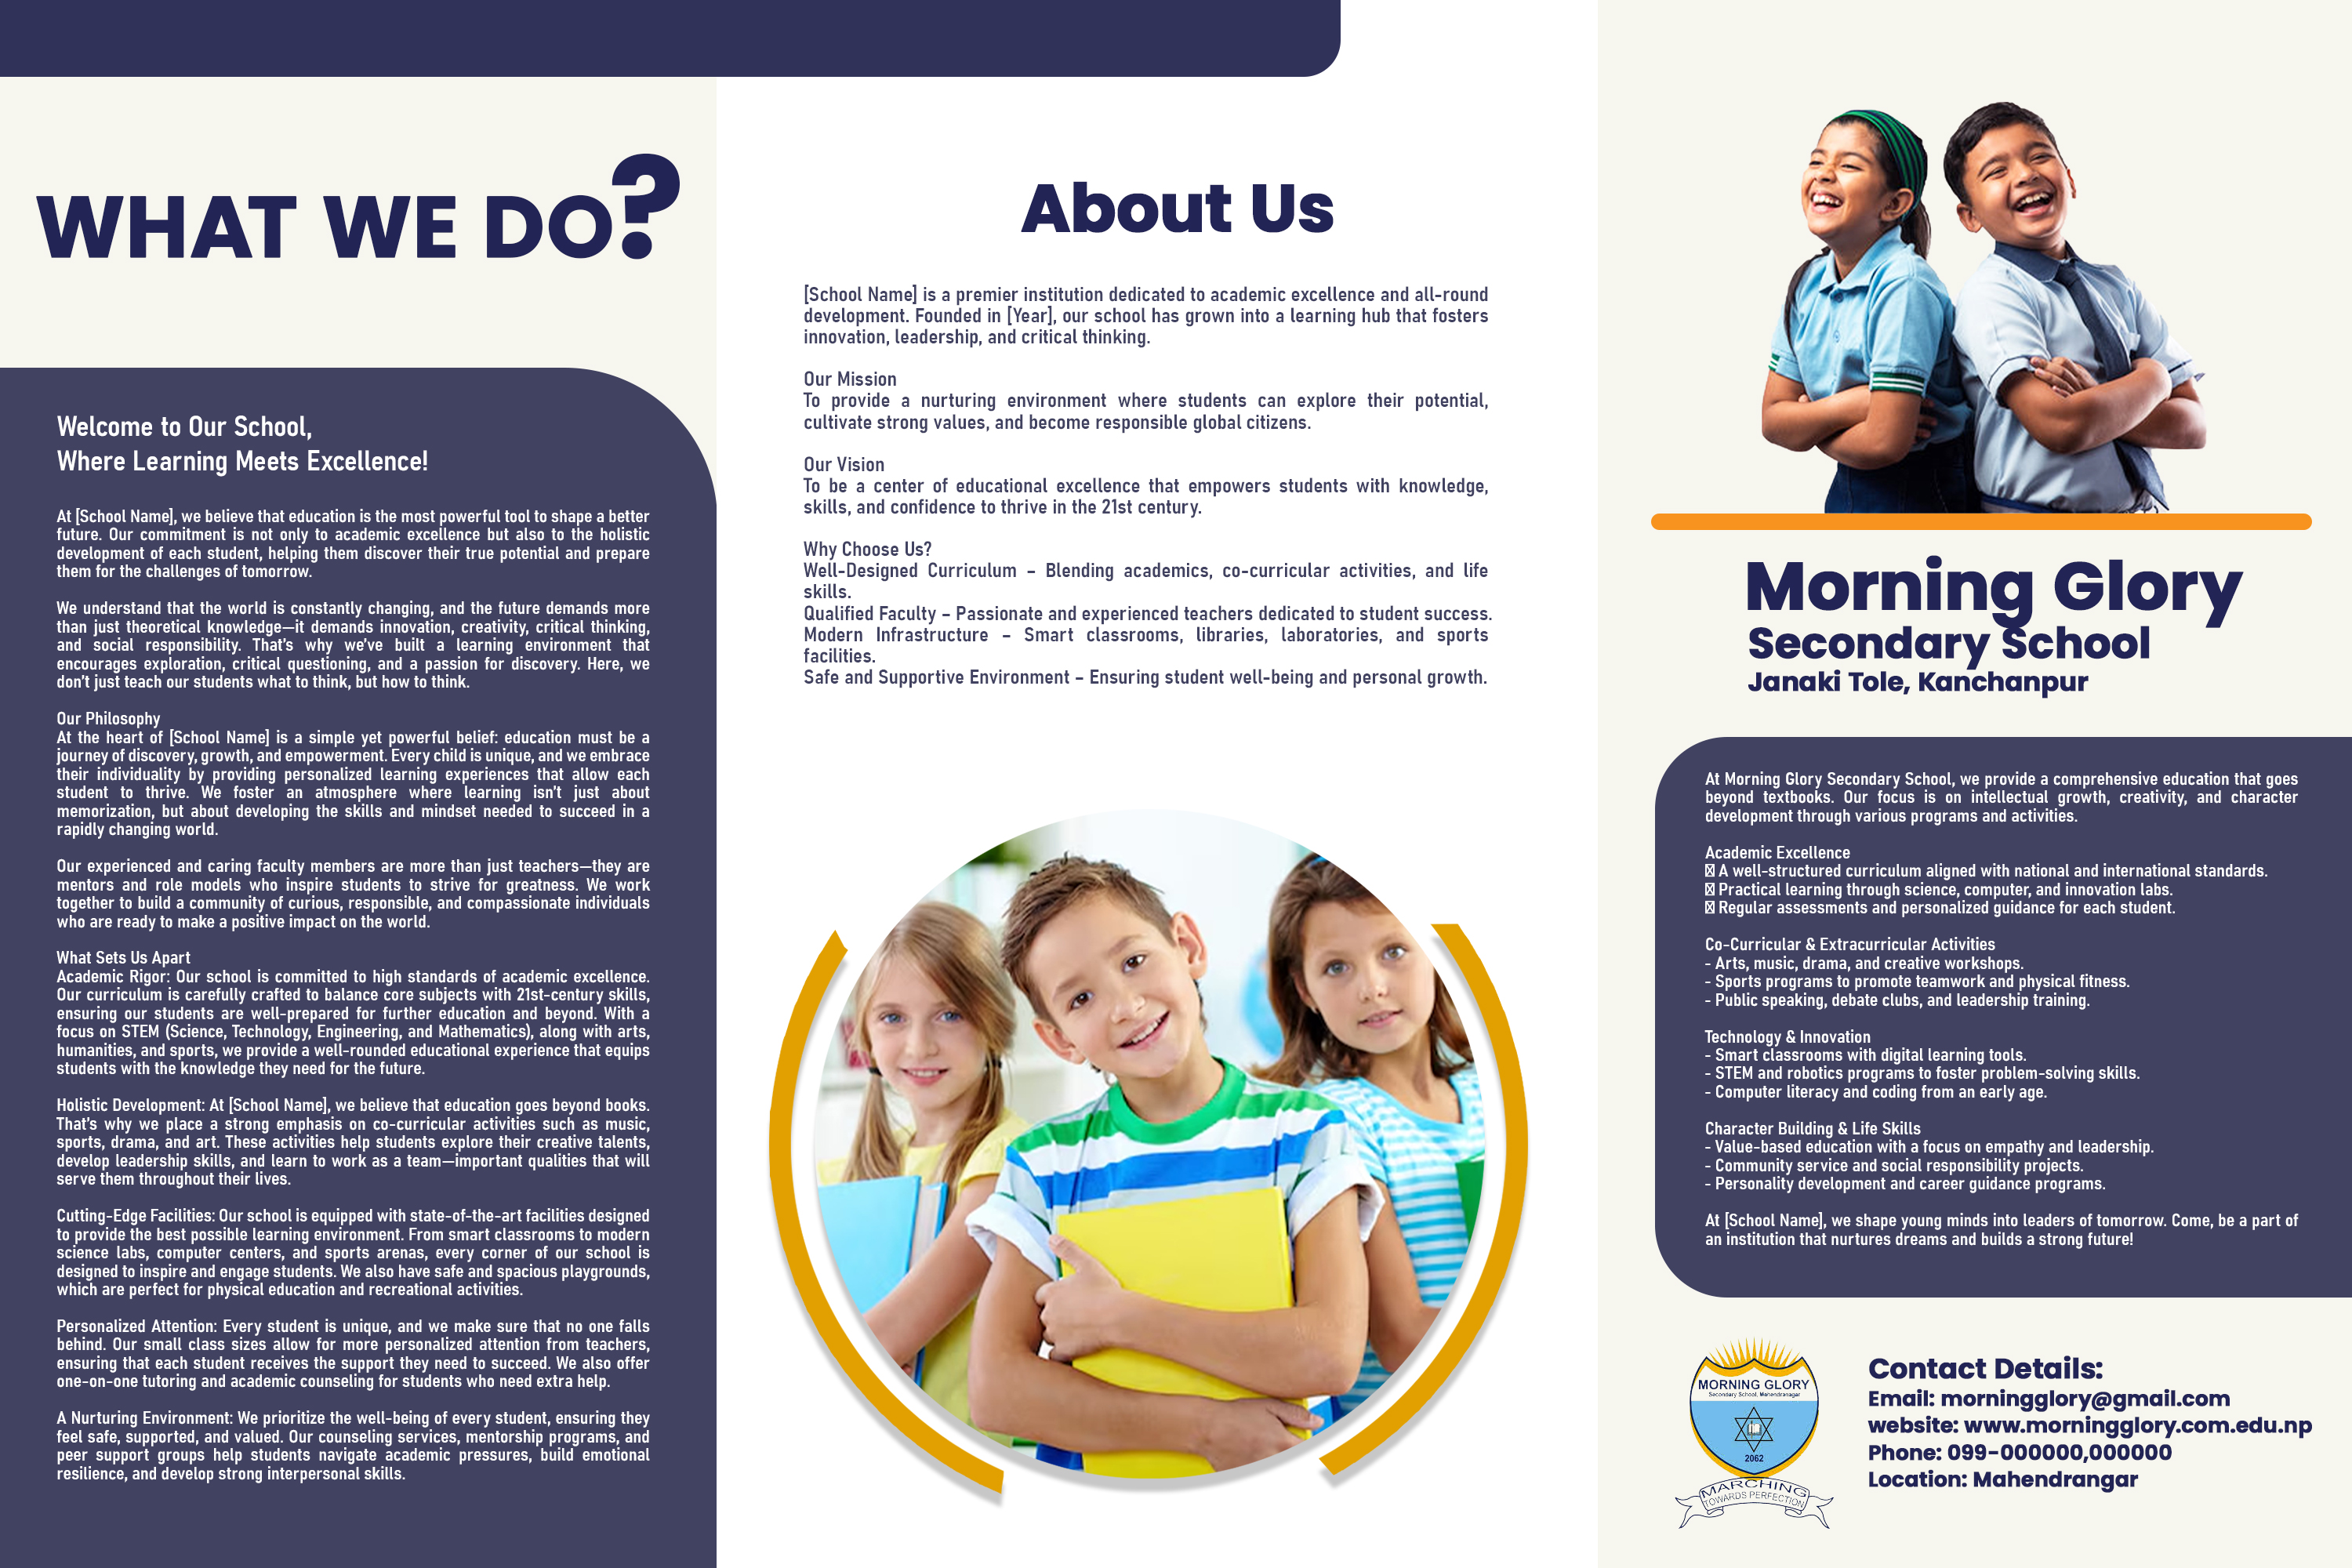 WHAT WE DO?
Welcome to Our School,
Where Learning Meets Excellence!
At [School Name], we believe that education is the most powerful tool to shape a better
future. Our commitment is not only to academic excellence but also to the holistic
development of each student, helping them discover their true potential and prepare
them for the challenges of tomorrow.
We understand that the world is constantly changing, and the future demands more
than just theoretical knowledge—it demands innovation, creativity, critical thinking,
and social responsibility. That's why we've built a learning environment that
encourages exploration, critical questioning, and a passion for discovery. Here, we
don't just teach our students what to think, but how to think.
Our Philosophy
At the heart of [School Name] is a simple yet powerful belief: education must be a
journey of discovery, growth, and empowerment. Every child is unique, and we embrace
their individuality by providing personalized learning experiences that allow each
student to thrive. We foster an atmosphere where learning isn't just about
memorization, but about developing the skills and mindset needed to succeed in a
rapidly changing world.
Our experienced and caring faculty members are more than just teachers—they are
mentors and role models who inspire students to strive for greatness. We work
together to build a community of curious, responsible, and compassionate individuals
who are ready to make a positive impact on the world.
What Sets Us Apart
Academic Rigor: Our school is committed to high standards of academic excellence.
Our curriculum is carefully crafted to balance core subjects with 21st-century skills,
ensuring our students are well-prepared for further education and beyond. With a
focus on STEM (Science, Technology, Engineering, and Mathematics), along with arts,
humanities, and sports, we provide a well-rounded educational experience that equips
students with the knowledge they need for the future.
Holistic Development: At [School Name], we believe that education goes beyond books.
That's why we place a strong emphasis on co-curricular activities such as music,
sports, drama, and art. These activities help students explore their creative talents,
develop leadership skills, and learn to work as a team—important qualities that will
serve them throughout their lives.
Cutting-Edge Facilities: Our school is equipped with state-of-the-art facilities designed
to provide the best possible learning environment. From smart classrooms to modern
science labs, computer centers, and sports arenas, every corner of our school is
designed to inspire and engage students. We also have safe and spacious playgrounds,
which are perfect for physical education and recreational activities.
Personalized Attention: Every student is unique, and we make sure that no one falls
behind. Our small class sizes allow for more personalized attention from teachers,
ensuring that each student receives the support they need to succeed. We also offer
one-on-one tutoring and academic counseling for students who need extra help.
A Nurturing Environment: We prioritize the well-being of every student, ensuring they
feel safe, supported, and valued. Our counseling services, mentorship programs, and
peer support groups help students navigate academic pressures, build emotional
resilience, and develop strong interpersonal skills.
About Us
[School Name] is a premier institution dedicated to academic excellence and all-round
development. Founded in [Year], our school has grown into a learning hub that fosters
innovation, leadership, and critical thinking.
Our Mission
To provide a nurturing environment where students can explore their potential,
cultivate strong values, and become responsible global citizens.
Our Vision
To be a center of educational excellence that empowers students with knowledge,
skills, and confidence to thrive in the 21st century.
Why Choose Us?
Well-Designed Curriculum – Blending academics, co-curricular activities, and life
skills.
Qualified Faculty – Passionate and experienced teachers dedicated to student success.
Modern Infrastructure – Smart classrooms, libraries, laboratories, and sports
facilities.
Safe and Supportive Environment – Ensuring student well-being and personal growth.
Morning Glory
Secondary School
Janaki Tole, Kanchanpur
At Morning Glory Secondary School, we provide a comprehensive education that goes
beyond textbooks. Our focus is on intellectual growth, creativity, and character
development through various programs and activities.
Academic Excellence
A well-structured curriculum aligned with national and international standards.
Practical learning through science, computer, and innovation labs.
Regular assessments and personalized guidance for each student.
Co-Curricular & Extracurricular Activities
- Arts, music, drama, and creative workshops.
- Sports programs to promote teamwork and physical fitness.
- Public speaking, debate clubs, and leadership training.
Technology & Innovation
- Smart classrooms with digital learning tools.
- STEM and robotics programs to foster problem-solving skills.
- Computer literacy and coding from an early age.
Character Building & Life Skills
- Value-based education with a focus on empathy and leadership.
- Community service and social responsibility projects.
- Personality development and career guidance programs.
At [School Name], we shape young minds into leaders of tomorrow. Come, be a part of
an institution that nurtures dreams and builds a strong future!
MORNING GLORY
Secondary School, Mahendranagar
2062
MARCHING
TOWARDS PERFECTION
Contact Details:
Email: morningglory@gmail.com
website: www.morningglory.com.edu.np
Phone: 099-000000,000000
Location: Mahendrangar